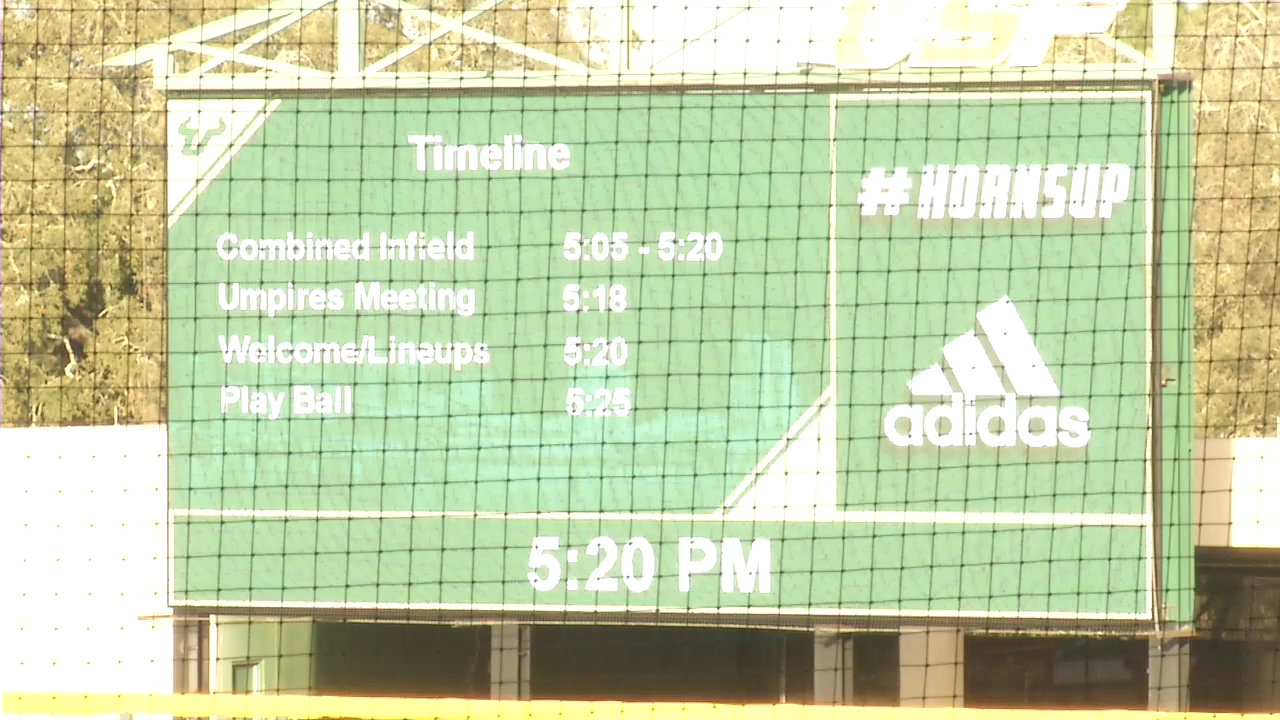 USF
Timeline
Combined Infield 5:05 - 5:20
Umpires Meeting 5:18
Welcome/Lineups 5:20
Play Ball 5:25
#HORNSUP
adidas
5:20 PM